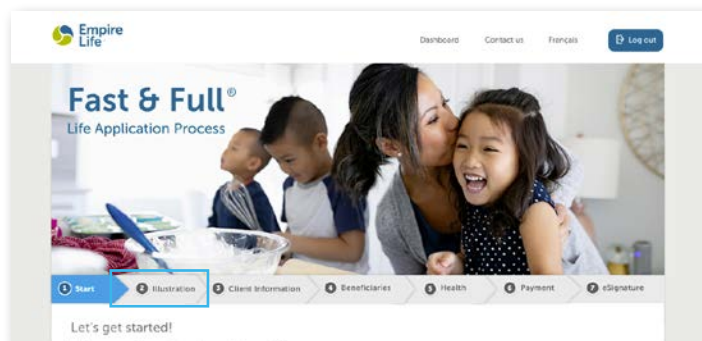 Empire
Life
Dashboard Contact us Français Log out
Fast & Full®
Life Application Process
1 Start 2 Illustration 3 Client Information 4 Beneficiaries 5 Health 6 Payment 7 eSignature
Let's get started!